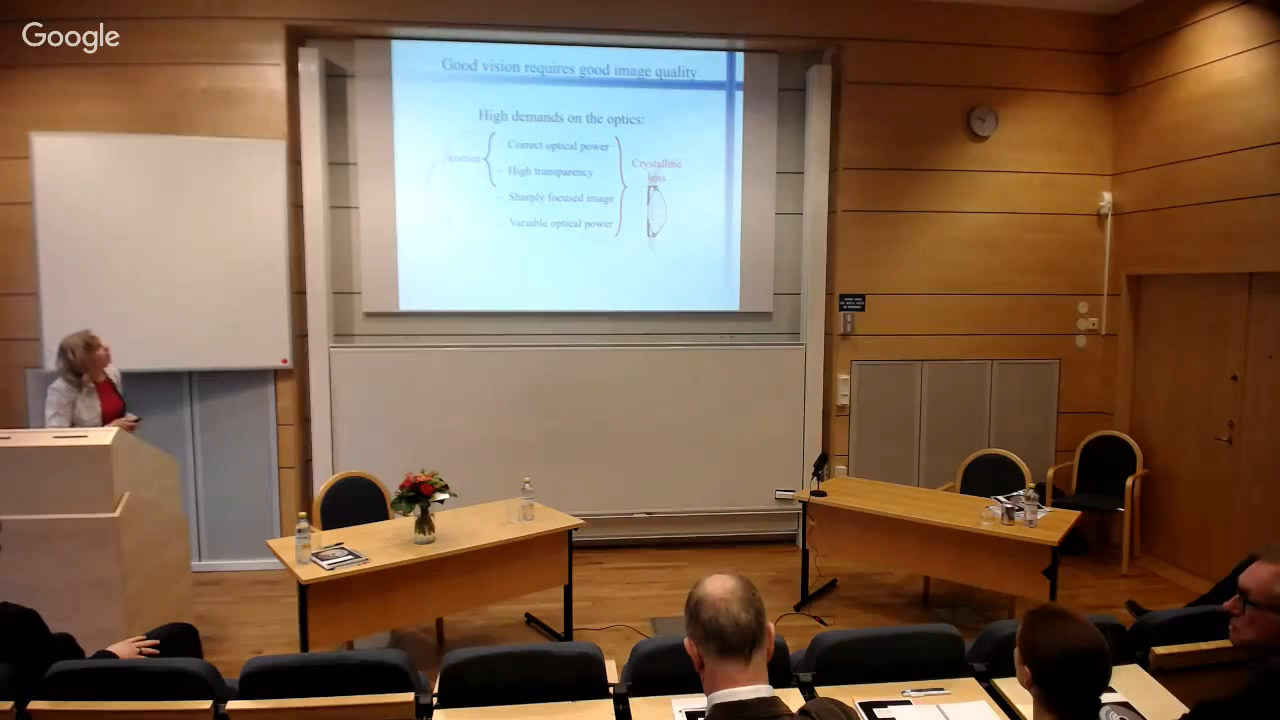 Google
Good vision requires good image quality
High demands on the optics:
Correct optical power
cornea
– High transparency
Crystalline
lens
– Sharply focused image
Variable optical power